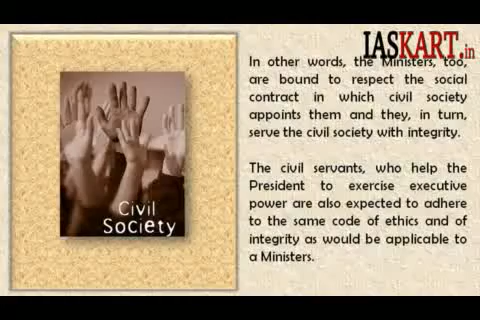 IASKART.in
In other words, the Ministers, too,
are bound to respect the social
contract in which civil society
appoints them and they, in turn,
serve the civil society with integrity.
The civil servants, who help the
President to exercise executive
power are also expected to adhere
to the same code of ethics and of
integrity as would be applicable to
a Ministers.
Civil
Society